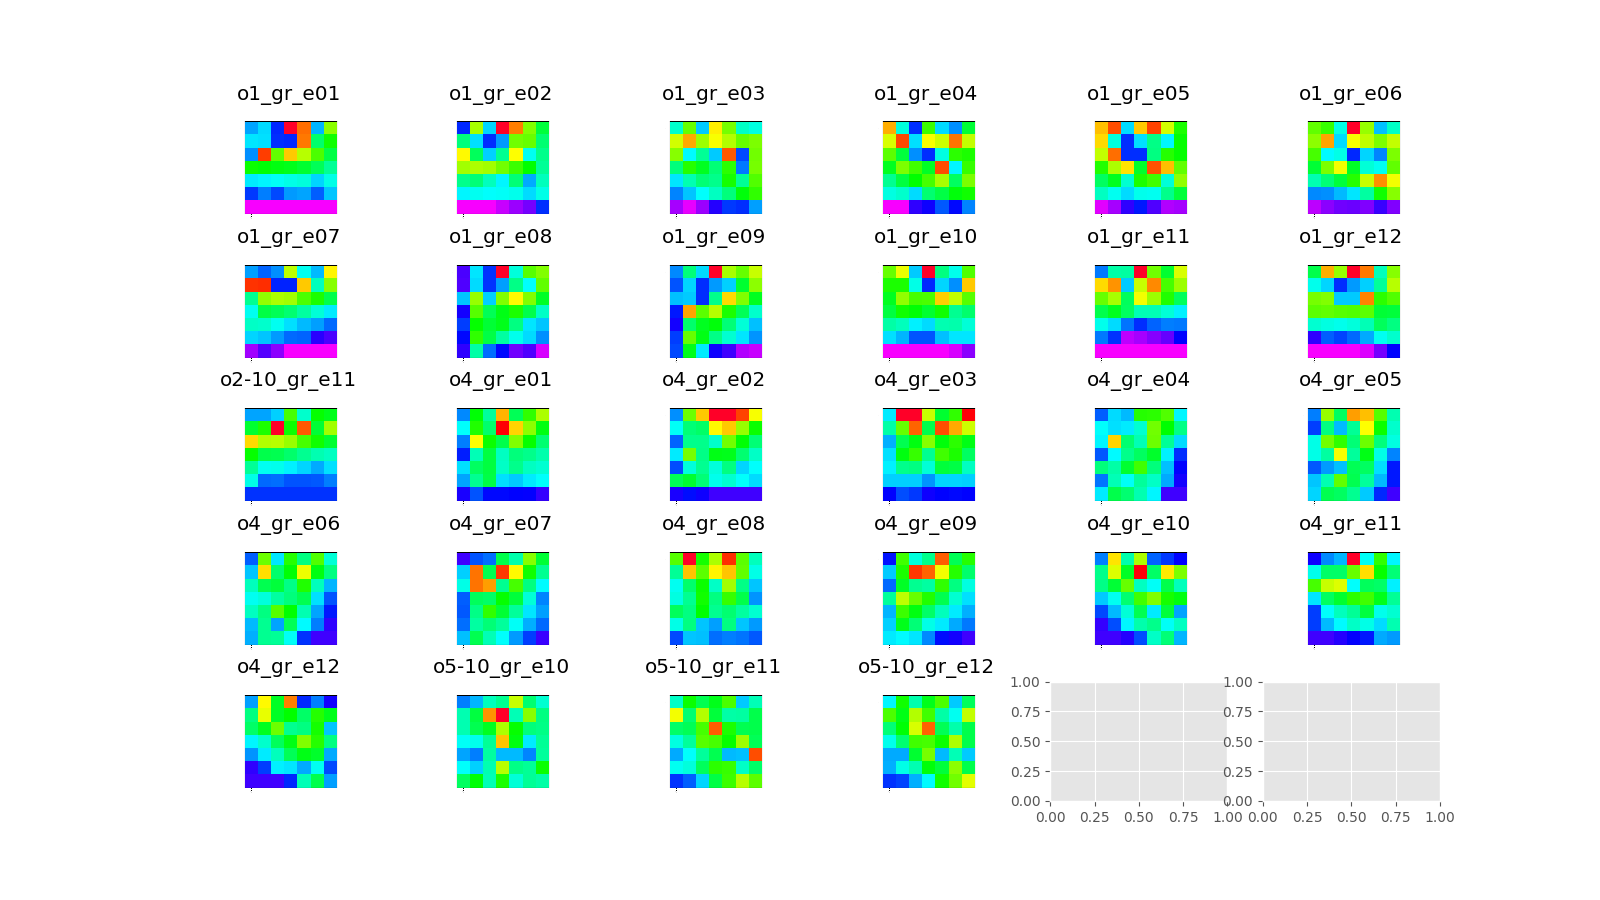 o1_gr_e01 o1_gr_e02 o1_gr_e03 o1_gr_e04 o1_gr_e05 o1_gr_e06
o1_gr_e07 o1_gr_e08 o1_gr_e09 o1_gr_e10 o1_gr_e11 o1_gr_e12
o2-10_gr_e11 o4_gr_e01 o4_gr_e02 o4_gr_e03 o4_gr_e04 o4_gr_e05
o4_gr_e06 o4_gr_e07 o4_gr_e08 o4_gr_e09 o4_gr_e10 o4_gr_e11
o4_gr_e12 o5-10_gr_e10 o5-10_gr_e11 o5-10_gr_e12
1.00 1.00
0.75 0.75
0.50 0.50
0.25 0.25
0.00 0.00
0.00 0.25 0.50 0.75 1.00 0.00 0.25 0.50 0.75 1.00